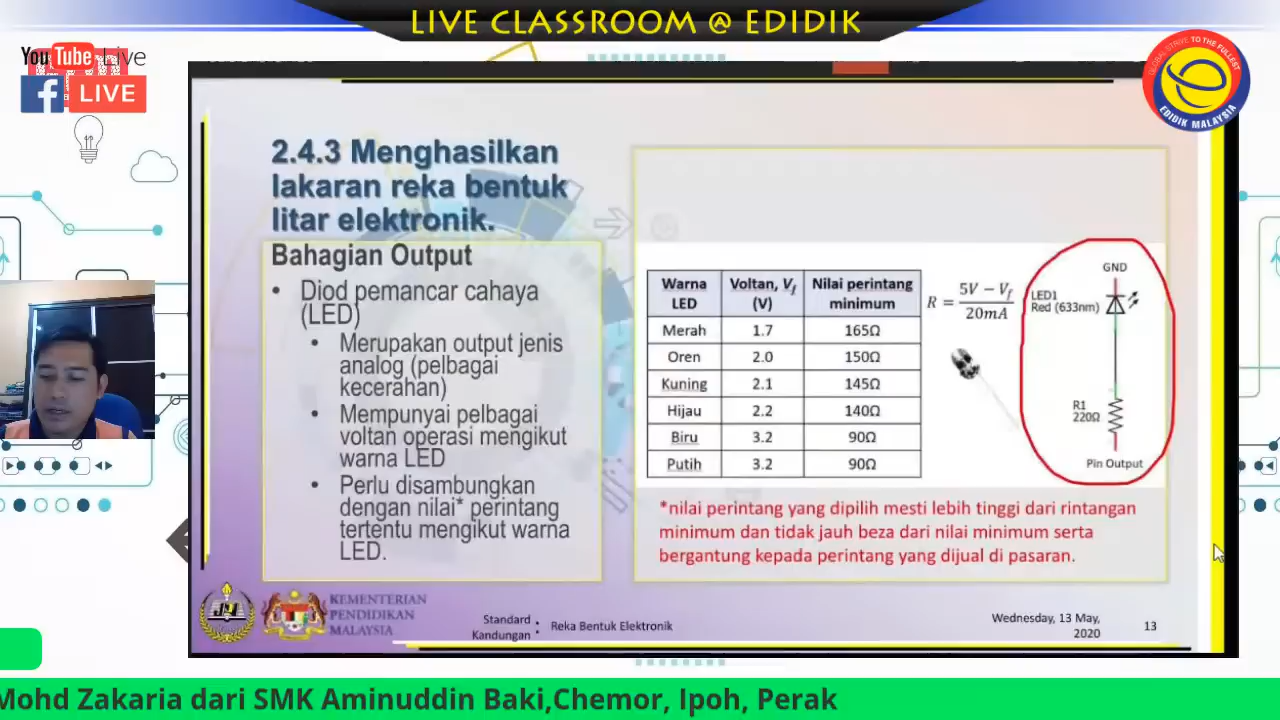 LIVE CLASSROOM @ EDIDIK
YouTube Live
f LIVE
GLOBAL STRIVE TO THE FULLEST
EDIDIK MALAYSIA
2.4.3 Menghasilkan
lakaran reka bentuk
litar elektronik.
Bahagian Output
• Diod pemancar cahaya
(LED)
• Merupakan output jenis
analog (pelbagai
kecerahan)
• Mempunyai pelbagai
voltan operasi mengikut
warna LED
• Perlu disambungkan
dengan nilai* perintang
tertentu mengikut warna
LED.
Warna LED Voltan, Vf (V) Nilai perintang minimum
Merah 1.7 165Ω
Oren 2.0 150Ω
Kuning 2.1 145Ω
Hijau 2.2 140Ω
Biru 3.2 90Ω
Putih 3.2 90Ω
R = 5V − Vf / 20mA
GND
LED1
Red (633nm)
R1
220Ω
Pin Output
*nilai perintang yang dipilih mesti lebih tinggi dari rintangan
minimum dan tidak jauh beza dari nilai minimum serta
bergantung kepada perintang yang dijual di pasaran.
KEMENTERIAN
PENDIDIKAN
MALAYSIA
Standard
Kandungan :
Reka Bentuk Elektronik
Wednesday, 13 May,
2020
13
Mohd Zakaria dari SMK Aminuddin Baki,Chemor, Ipoh, Perak